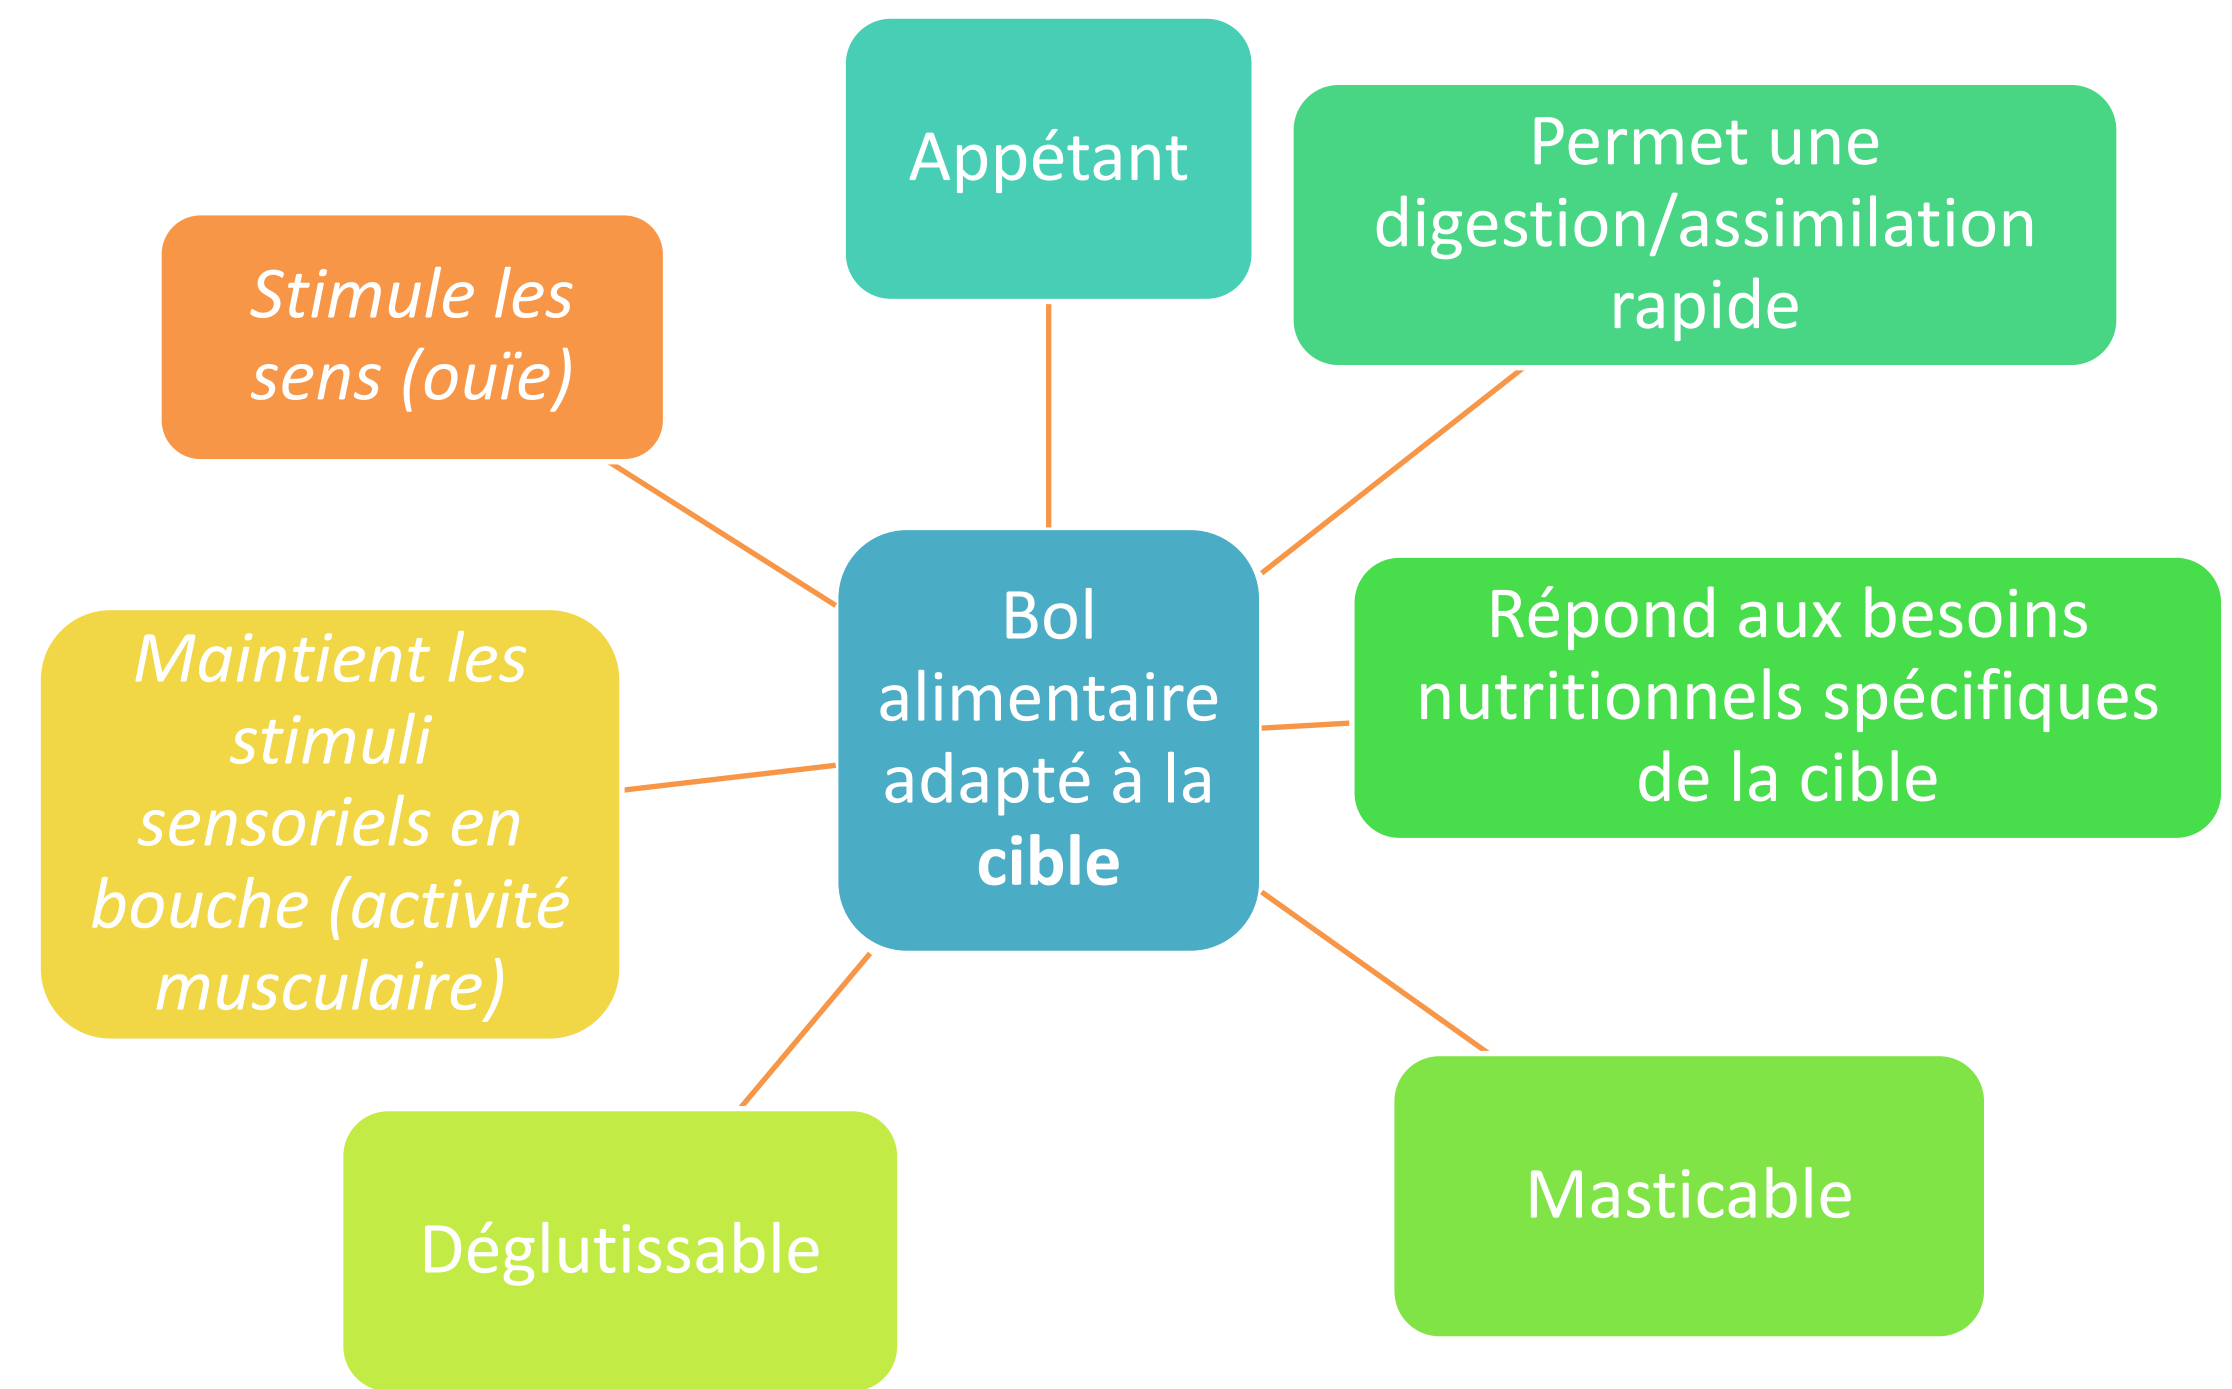 Appétant
Permet une
digestion/assimilation
rapide
Stimule les
sens (ouïe)
Bol
alimentaire
adapté à la
cible
Répond aux besoins
nutritionnels spécifiques
de la cible
Maintient les
stimuli
sensoriels en
bouche (activité
musculaire)
Masticable
Déglutissable